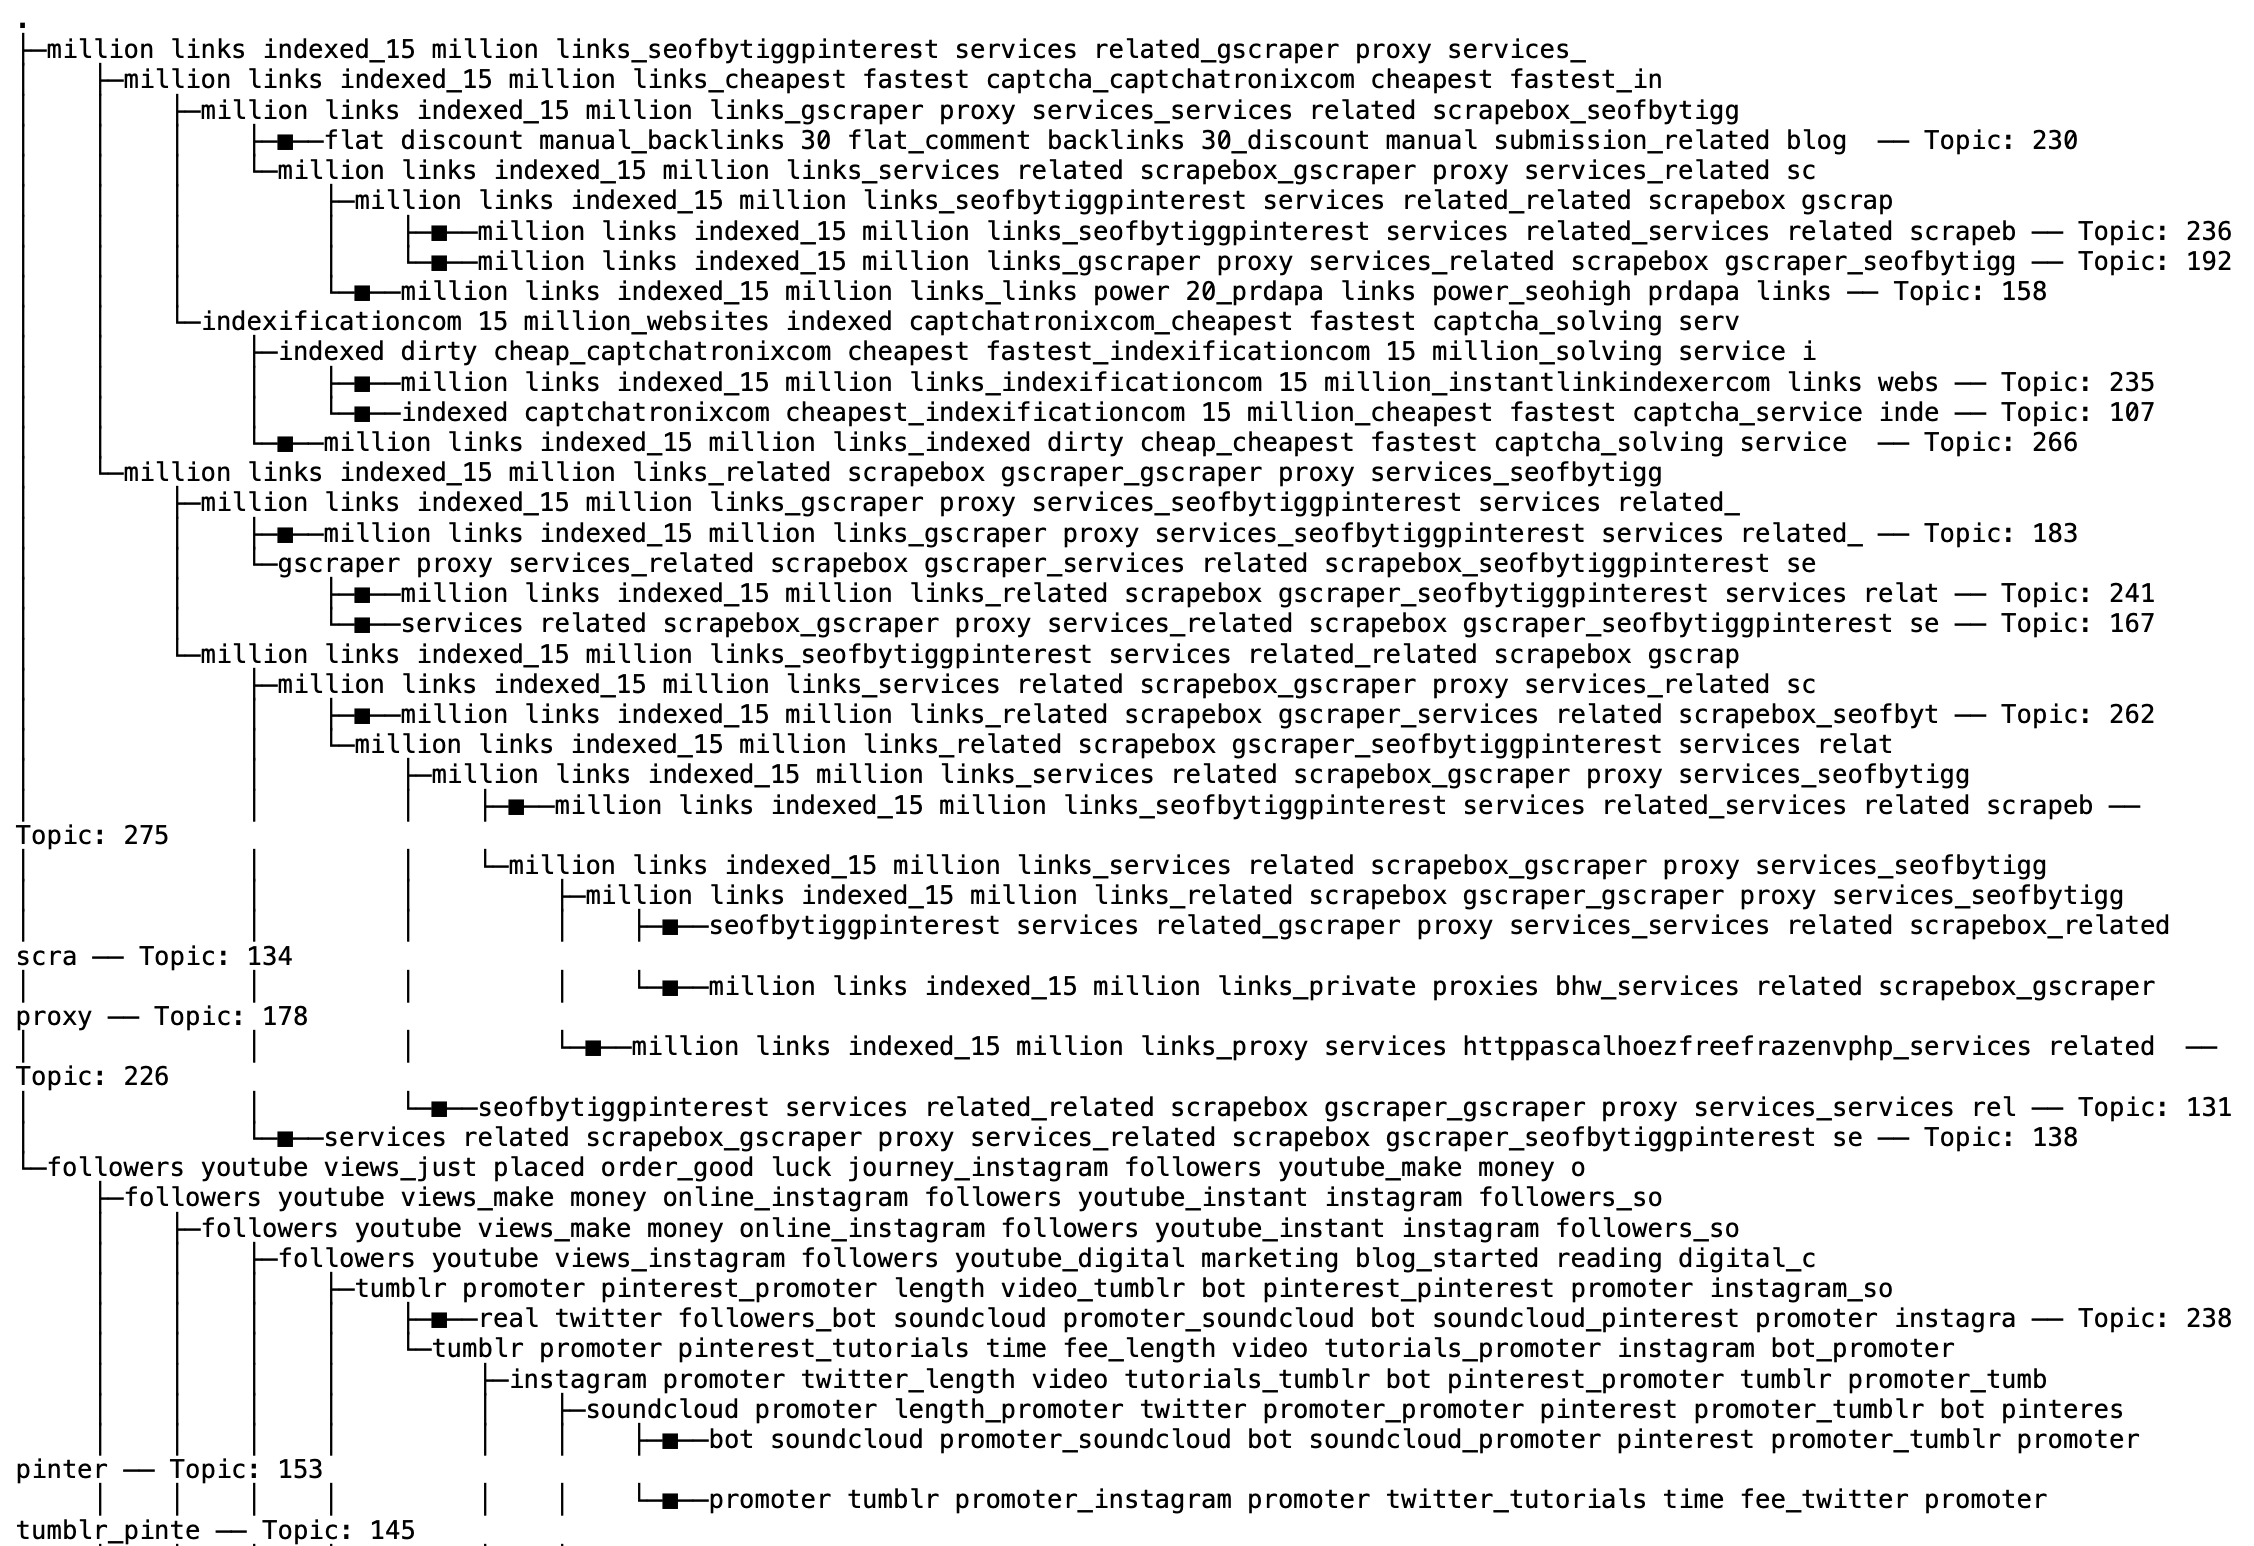 .
├─million links indexed_15 million links_seofbytiggpinterest services related_gscraper proxy services_
│    ├─million links indexed_15 million links_cheapest fastest captcha_captchatronixcom cheapest fastest_in
│    │    ├─million links indexed_15 million links_gscraper proxy services_services related scrapebox_seofbytigg
│    │    │    ├─■──flat discount manual_backlinks 30 flat_comment backlinks 30_discount manual submission_related blog  ── Topic: 230
│    │    │    └─million links indexed_15 million links_services related scrapebox_gscraper proxy services_related sc
│    │    │         ├─million links indexed_15 million links_seofbytiggpinterest services related_related scrapebox gscrap
│    │    │         │    ├─■──million links indexed_15 million links_seofbytiggpinterest services related_services related scrapeb ── Topic: 236
│    │    │         │    └─■──million links indexed_15 million links_gscraper proxy services_related scrapebox gscraper_seofbytigg ── Topic: 192
│    │    │         └─■──million links indexed_15 million links_links power 20_prdapa links power_seohigh prdapa links ── Topic: 158
│    │    └─indexificationcom 15 million_websites indexed captchatronixcom_cheapest fastest captcha_solving serv
│    │         ├─indexed dirty cheap_captchatronixcom cheapest fastest_indexificationcom 15 million_solving service i
│    │         │    ├─■──million links indexed_15 million links_indexificationcom 15 million_instantlinkindexercom links webs ── Topic: 235
│    │         │    └─■──indexed captchatronixcom cheapest_indexificationcom 15 million_cheapest fastest captcha_service inde ── Topic: 107
│    │         └─■──million links indexed_15 million links_indexed dirty cheap_cheapest fastest captcha_solving service  ── Topic: 266
│    └─million links indexed_15 million links_related scrapebox gscraper_gscraper proxy services_seofbytigg
│         ├─million links indexed_15 million links_gscraper proxy services_seofbytiggpinterest services related_
│         │    ├─■──million links indexed_15 million links_gscraper proxy services_seofbytiggpinterest services related_ ── Topic: 183
│         │    └─gscraper proxy services_related scrapebox gscraper_services related scrapebox_seofbytiggpinterest se
│         │         ├─■──million links indexed_15 million links_related scrapebox gscraper_seofbytiggpinterest services relat ── Topic: 241
│         │         └─■──services related scrapebox_gscraper proxy services_related scrapebox gscraper_seofbytiggpinterest se ── Topic: 167
│         └─million links indexed_15 million links_seofbytiggpinterest services related_related scrapebox gscrap
│              ├─million links indexed_15 million links_services related scrapebox_gscraper proxy services_related sc
│              │    ├─■──million links indexed_15 million links_related scrapebox gscraper_services related scrapebox_seofbyt ── Topic: 262
│              │    └─million links indexed_15 million links_related scrapebox gscraper_seofbytiggpinterest services relat
│              │         ├─million links indexed_15 million links_services related scrapebox_gscraper proxy services_seofbytigg
│              │         │    ├─■──million links indexed_15 million links_seofbytiggpinterest services related_services related scrapeb ──
Topic: 275
│              │         │    └─million links indexed_15 million links_services related scrapebox_gscraper proxy services_seofbytigg
│              │         │         ├─million links indexed_15 million links_related scrapebox gscraper_gscraper proxy services_seofbytigg
│              │         │         │    ├─■──seofbytiggpinterest services related_gscraper proxy services_services related scrapebox_related
scra ── Topic: 134
│              │         │         │    └─■──million links indexed_15 million links_private proxies bhw_services related scrapebox_gscraper
proxy ── Topic: 178
│              │         │         └─■──million links indexed_15 million links_proxy services httppascalhoezfreefrazenvphp_services related  ──
Topic: 226
│              │         └─■──seofbytiggpinterest services related_related scrapebox gscraper_gscraper proxy services_services rel ── Topic: 131
│              └─■──services related scrapebox_gscraper proxy services_related scrapebox gscraper_seofbytiggpinterest se ── Topic: 138
└─followers youtube views_just placed order_good luck journey_instagram followers youtube_make money o
     ├─followers youtube views_make money online_instagram followers youtube_instant instagram followers_so
     │    ├─followers youtube views_make money online_instagram followers youtube_instant instagram followers_so
     │    │    ├─followers youtube views_instagram followers youtube_digital marketing blog_started reading digital_c
     │    │    │    ├─tumblr promoter pinterest_promoter length video_tumblr bot pinterest_pinterest promoter instagram_so
     │    │    │    │    ├─■──real twitter followers_bot soundcloud promoter_soundcloud bot soundcloud_pinterest promoter instagra ── Topic: 238
     │    │    │    │    └─tumblr promoter pinterest_tutorials time fee_length video tutorials_promoter instagram bot_promoter
     │    │    │    │         ├─instagram promoter twitter_length video tutorials_tumblr bot pinterest_promoter tumblr promoter_tumb
     │    │    │    │         │    ├─soundcloud promoter length_promoter twitter promoter_promoter pinterest promoter_tumblr bot pinteres
     │    │    │    │         │    │    ├─■──bot soundcloud promoter_soundcloud bot soundcloud_promoter pinterest promoter_tumblr promoter
pinter ── Topic: 153
     │    │    │    │         │    │    └─■──promoter tumblr promoter_instagram promoter twitter_tutorials time fee_twitter promoter
tumblr_pinte ── Topic: 145